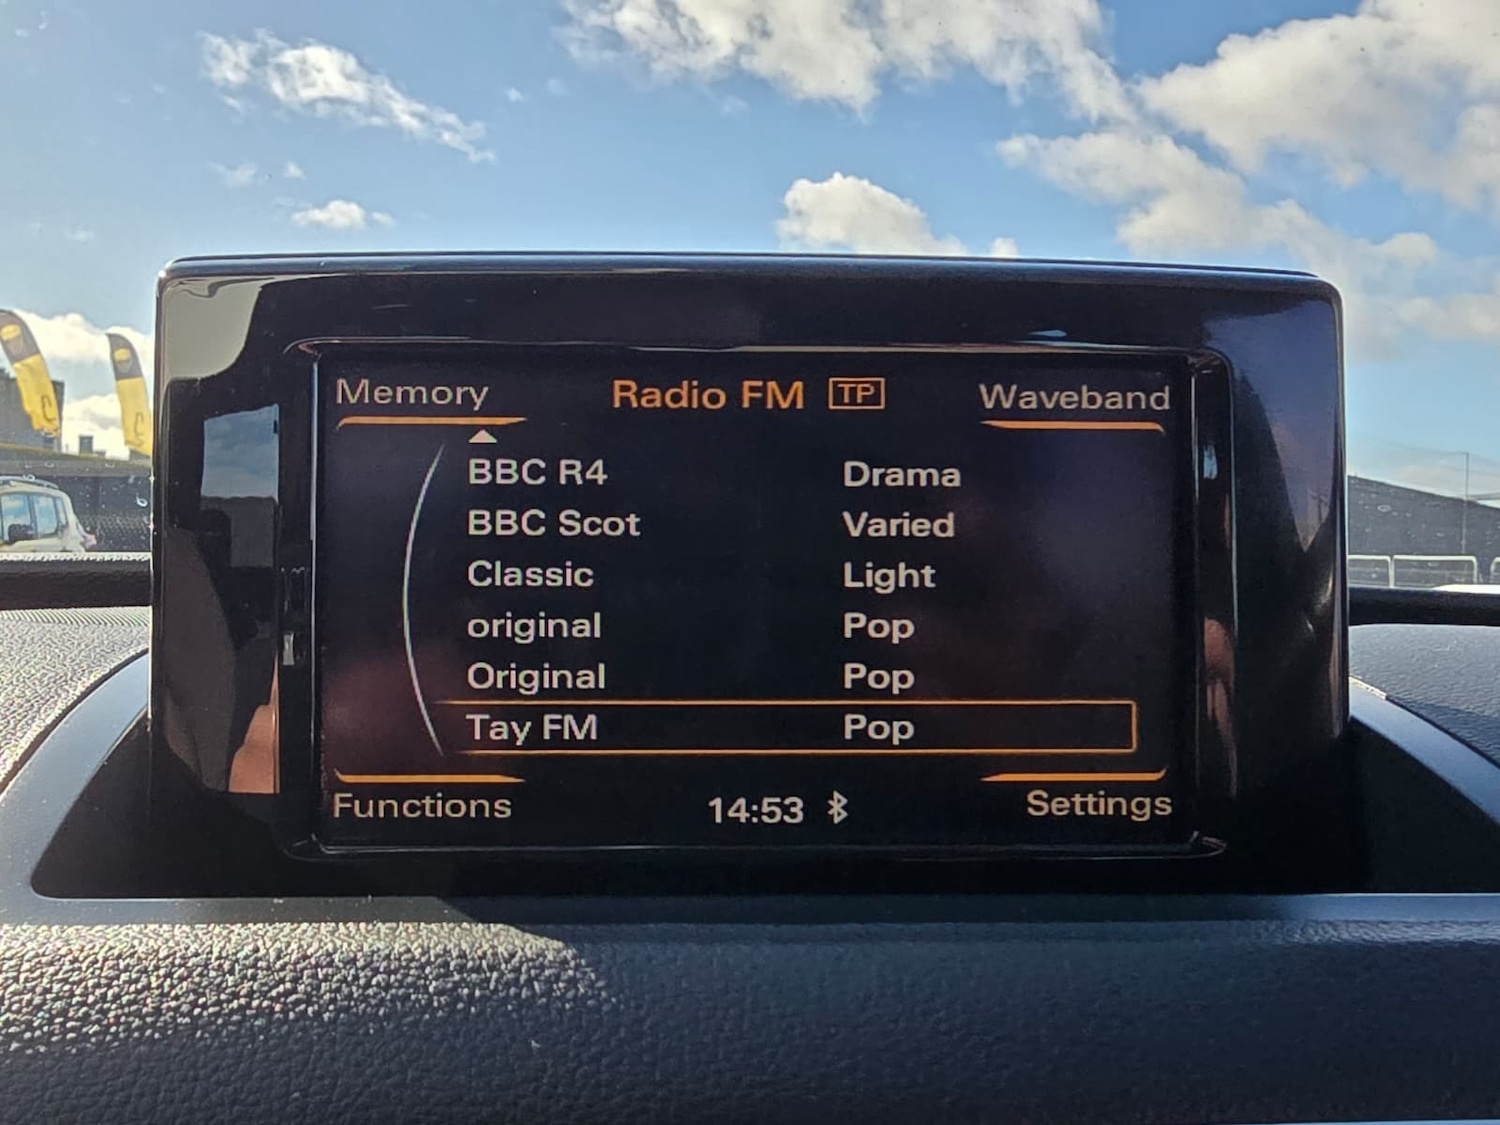 Memory Radio FM TP Waveband
BBC R4 Drama
BBC Scot Varied
Classic Light
original Pop
Original Pop
Tay FM Pop
Functions 14:53 Settings